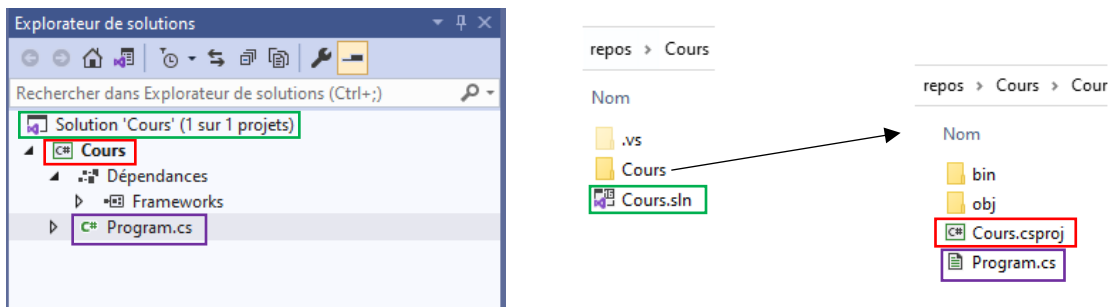 Explorateur de solutions
Rechercher dans Explorateur de solutions (Ctrl+;)
Solution 'Cours' (1 sur 1 projets)
C# Cours
Dépendances
Frameworks
C# Program.cs
repos > Cours
Nom
.vs
Cours
Cours.sln
repos > Cours > Cour
Nom
bin
obj
C# Cours.csproj
Program.cs